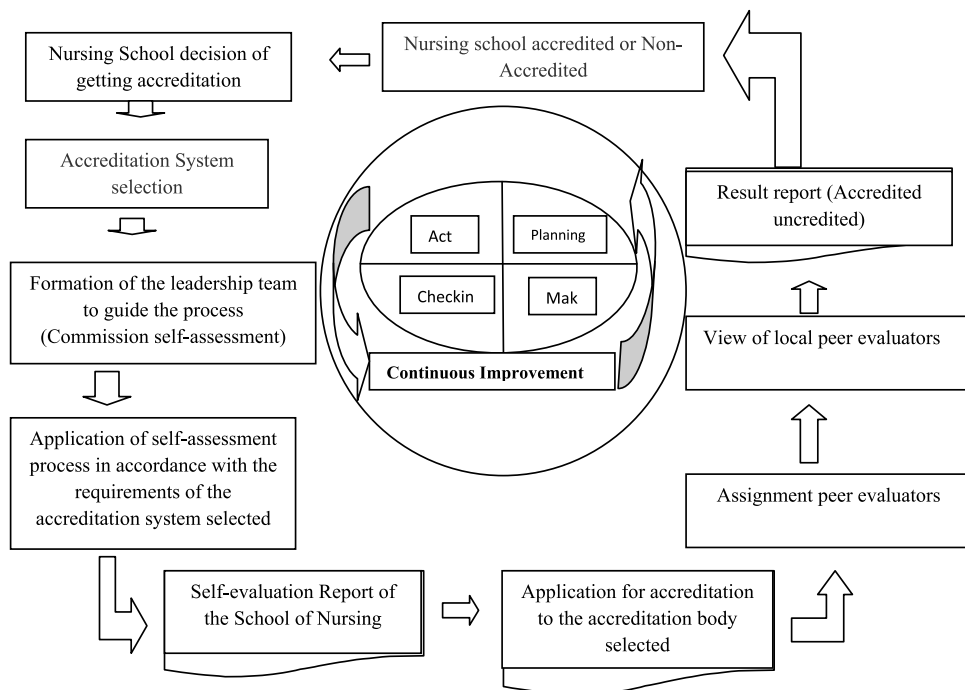 Nursing School decision of
getting accreditation
Nursing school accredited or Non-
Accredited
Accreditation System
selection
Formation of the leadership team
to guide the process
(Commission self-assessment)
Application of self-assessment
process in accordance with the
requirements of the
accreditation system selected
Self-evaluation Report of
the School of Nursing
Application for accreditation
to the accreditation body
selected
Assignment peer evaluators
View of local peer evaluators
Result report (Accredited
uncredited)
Act
Planning
Checkin
Mak
Continuous Improvement